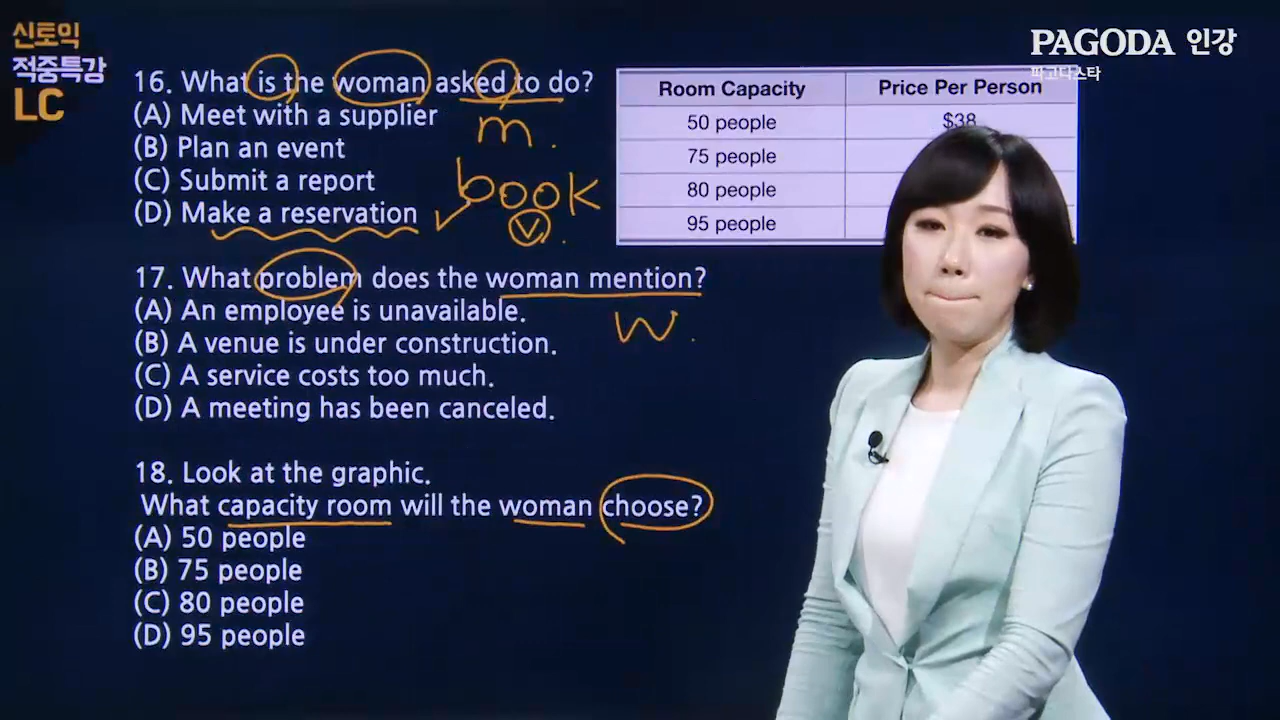 신토익
적중특강
LC
PAGODA 인강
파고다스타
16. What is the woman asked to do?
(A) Meet with a supplier
(B) Plan an event
(C) Submit a report
(D) Make a reservation
m.
book
V
Room Capacity Price Per Person
50 people $38
75 people
80 people
95 people
17. What problem does the woman mention?
(A) An employee is unavailable.
(B) A venue is under construction.
(C) A service costs too much.
(D) A meeting has been canceled.
W.
18. Look at the graphic.
What capacity room will the woman choose?
(A) 50 people
(B) 75 people
(C) 80 people
(D) 95 people